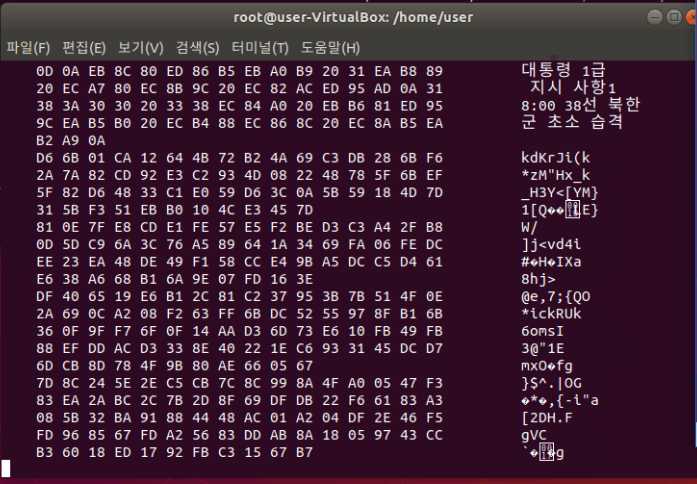 root@user-VirtualBox: /home/user
파일(F) 편집(E) 보기(V) 검색(S) 터미널(T) 도움말(H)
0D 0A EB 8C 80 ED 86 B5 EB A0 B9 20 31 EA B8 89 대통령 1급
20 EC A7 80 EC 8B 9C 20 EC 82 AC ED 95 AD 0A 31 지시 사항1
38 3A 30 30 20 33 38 EC 84 A0 20 EB B6 81 ED 95 8:00 38선 북한
9C EA B5 B0 20 EC B4 88 EC 86 8C 20 EC 8A B5 EA 군 초소 습격
B2 A9 0A
D6 6B 01 CA 12 64 4B 72 B2 4A 69 C3 DB 28 6B F6 kdKrJi(k
2A 7A 82 CD 92 E3 C2 93 4D 08 22 48 78 5F 6B EF *zM"Hx_k
5F 82 D6 48 33 C1 E0 59 D6 3C 0A 5B 59 18 4D 7D _H3Y<[YM}
31 5B F3 51 EB B0 10 4C E3 45 7D 1[Q��LE}
81 0E 7F E8 CD E1 FE 57 E5 F2 BE D3 C3 A4 2F B8 W/
0D 5D C9 6A 3C 76 A5 89 64 1A 34 69 FA 06 FE DC ]j<vd4i
EE 23 EA 48 DE 49 F1 58 CC E4 9B A5 DC C5 D4 61 #�H�IXa
E6 38 A6 68 B1 6A 9E 07 FD 16 3E 8hj>
DF 40 65 19 E6 B1 2C 81 C2 37 95 3B 7B 51 4F 0E @e,7;{QO
2A 69 0C A2 08 F2 63 FF 6B DC 52 55 97 8F B1 6B *ickRUk
36 0F 9F F7 6F 0F 14 AA D3 6D 73 E6 10 FB 49 FB 6omsI
88 EF DD AC D3 33 8E 40 22 1E C6 93 31 45 DC D7 3@"1E
6D CB 8D 78 4F 9B 80 AE 66 05 67 mxO�fg
7D 8C 24 5E 2E C5 CB 7C 8C 99 8A 4F A0 05 47 F3 }$^.|OG
83 EA 2A BC 2C 7B 2D 8F 69 DF DB 22 F6 61 83 A3 �*�,{-i"a
08 5B 32 BA 91 88 44 48 AC 01 A2 04 DF 2E 46 F5 [2DH.F
FD 96 85 67 FD A2 56 83 DD AB 8A 18 05 97 43 CC gVC
B3 60 18 ED 17 92 FB C3 15 67 B7 `��g